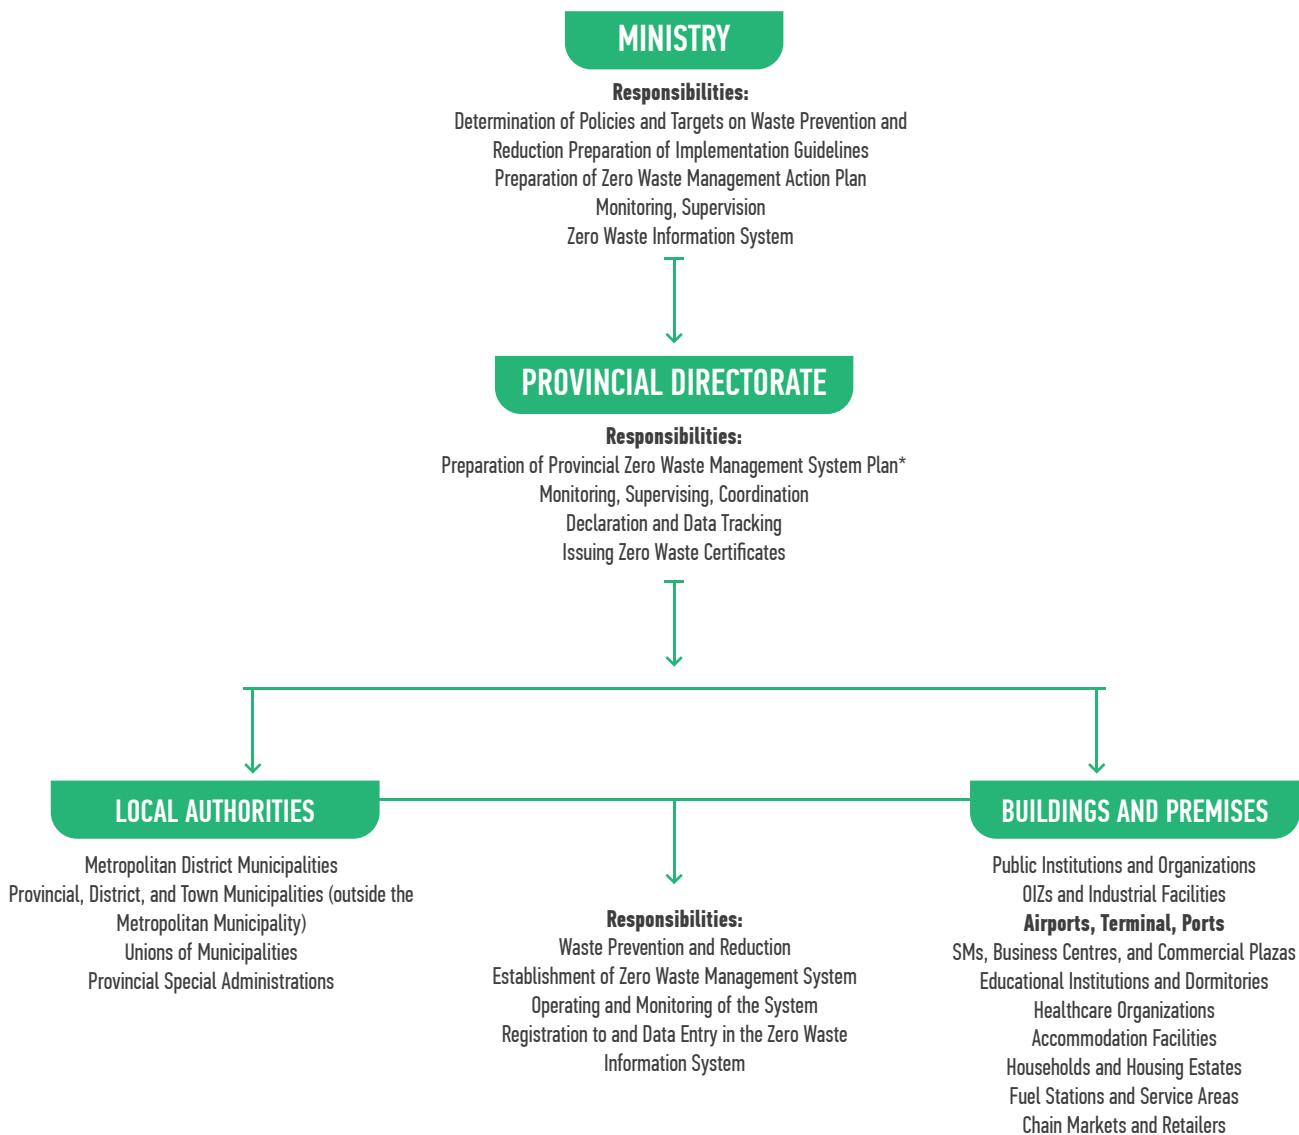 MINISTRY
Responsibilities:
Determination of Policies and Targets on Waste Prevention and
Reduction Preparation of Implementation Guidelines
Preparation of Zero Waste Management Action Plan
Monitoring, Supervision
Zero Waste Information System
PROVINCIAL DIRECTORATE
Responsibilities:
Preparation of Provincial Zero Waste Management System Plan*
Monitoring, Supervising, Coordination
Declaration and Data Tracking
Issuing Zero Waste Certificates
LOCAL AUTHORITIES
Metropolitan District Municipalities
Provincial, District, and Town Municipalities (outside the
Metropolitan Municipality)
Unions of Municipalities
Provincial Special Administrations
Responsibilities:
Waste Prevention and Reduction
Establishment of Zero Waste Management System
Operating and Monitoring of the System
Registration to and Data Entry in the Zero Waste
Information System
BUILDINGS AND PREMISES
Public Institutions and Organizations
OIZs and Industrial Facilities
Airports, Terminal, Ports
SMs, Business Centres, and Commercial Plazas
Educational Institutions and Dormitories
Healthcare Organizations
Accommodation Facilities
Households and Housing Estates
Fuel Stations and Service Areas
Chain Markets and Retailers